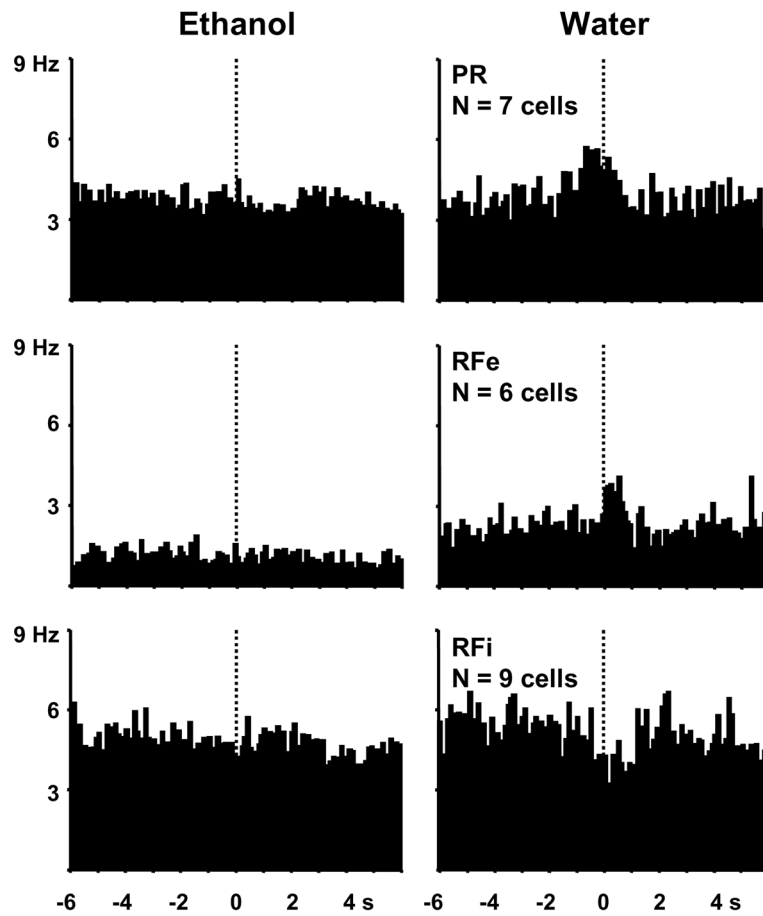 Ethanol
Water
9 Hz
6
3
PR
N = 7 cells
9 Hz
6
3
RFe
N = 6 cells
9 Hz
6
3
RFi
N = 9 cells
-6 -4 -2 0 2 4 s
-6 -4 -2 0 2 4 s